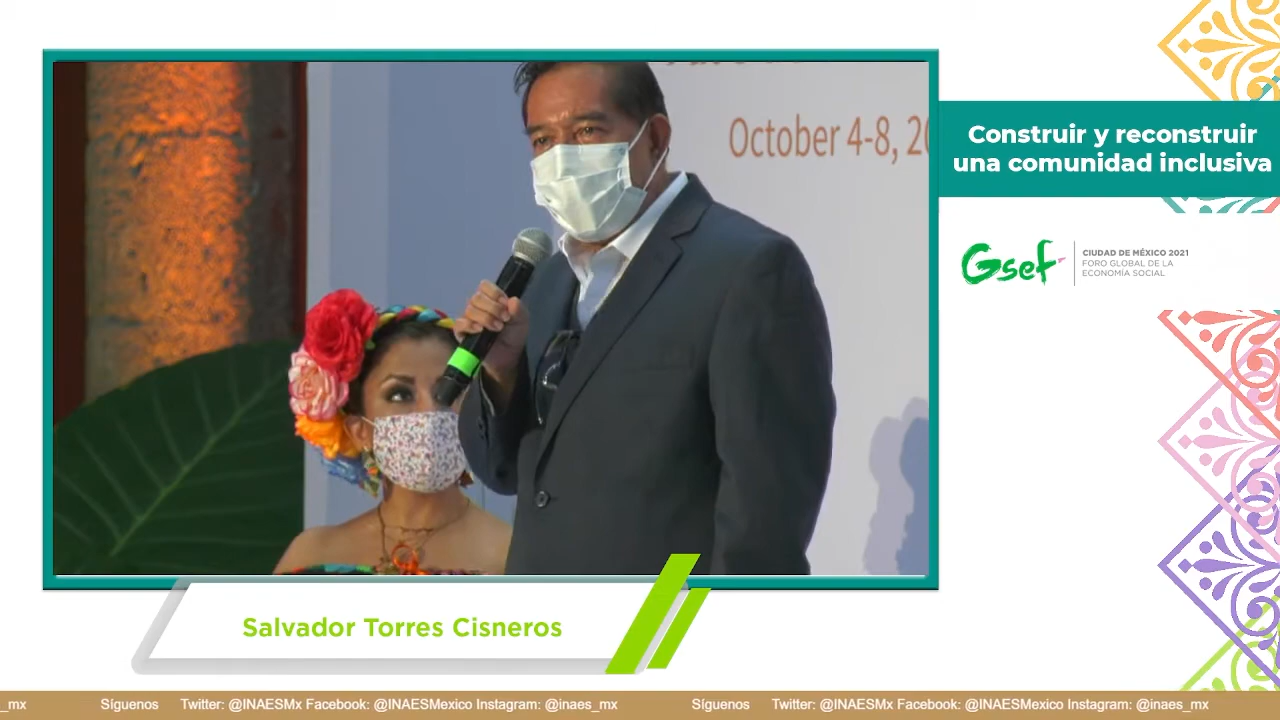 October 4-8, 20
Construir y reconstruir
una comunidad inclusiva
Gsef
CIUDAD DE MÉXICO 2021
FORO GLOBAL DE LA
ECONOMÍA SOCIAL
Salvador Torres Cisneros
_mx Síguenos Twitter: @INAESMx Facebook: @INAESMexico Instagram: @inaes_mx Síguenos Twitter: @INAESMx Facebook: @INAESMexico Instagram: @inaes_mx